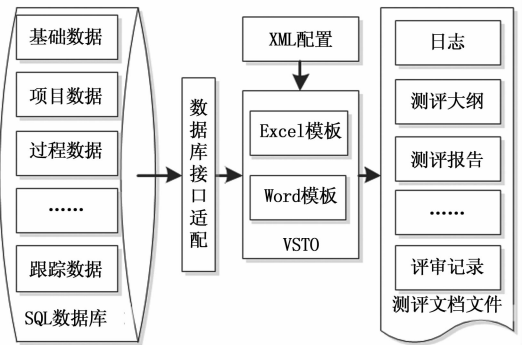 基础数据
项目数据
过程数据
……
跟踪数据
SQL数据库
数据库接口适配
XML配置
Excel模板
Word模板
VSTO
日志
测评大纲
测评报告
……
评审记录
测评文档文件